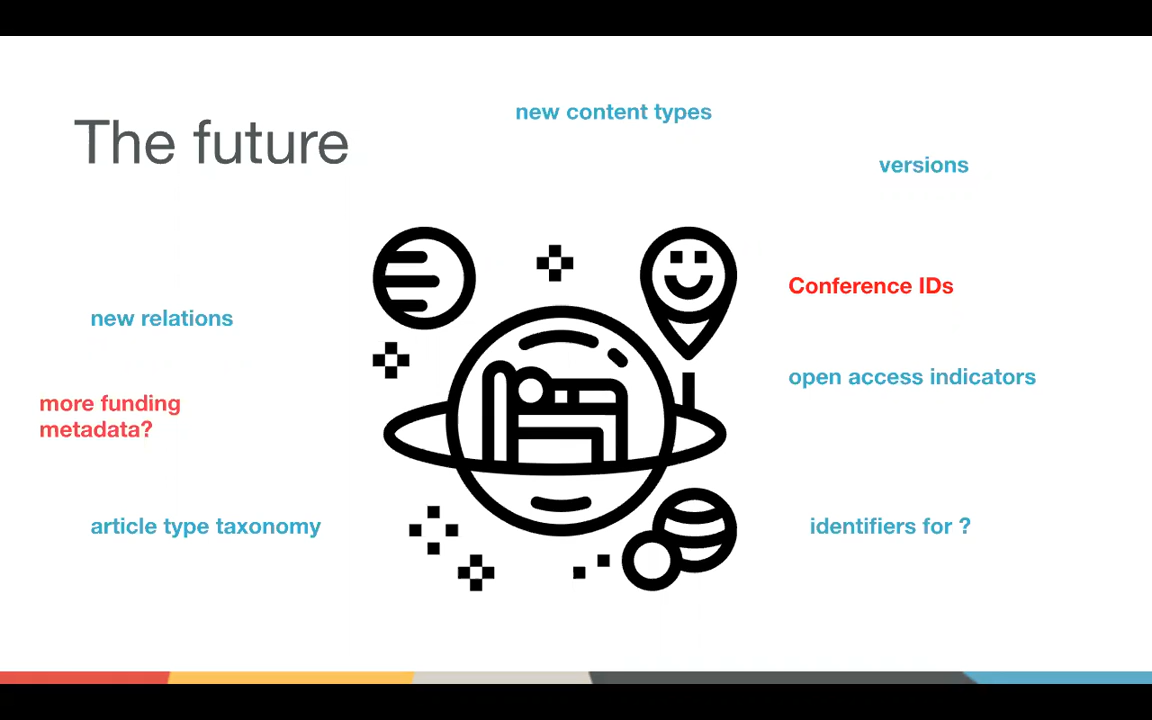 The future
new content types
versions
Conference IDs
new relations
open access indicators
more funding
metadata?
article type taxonomy
identifiers for ?